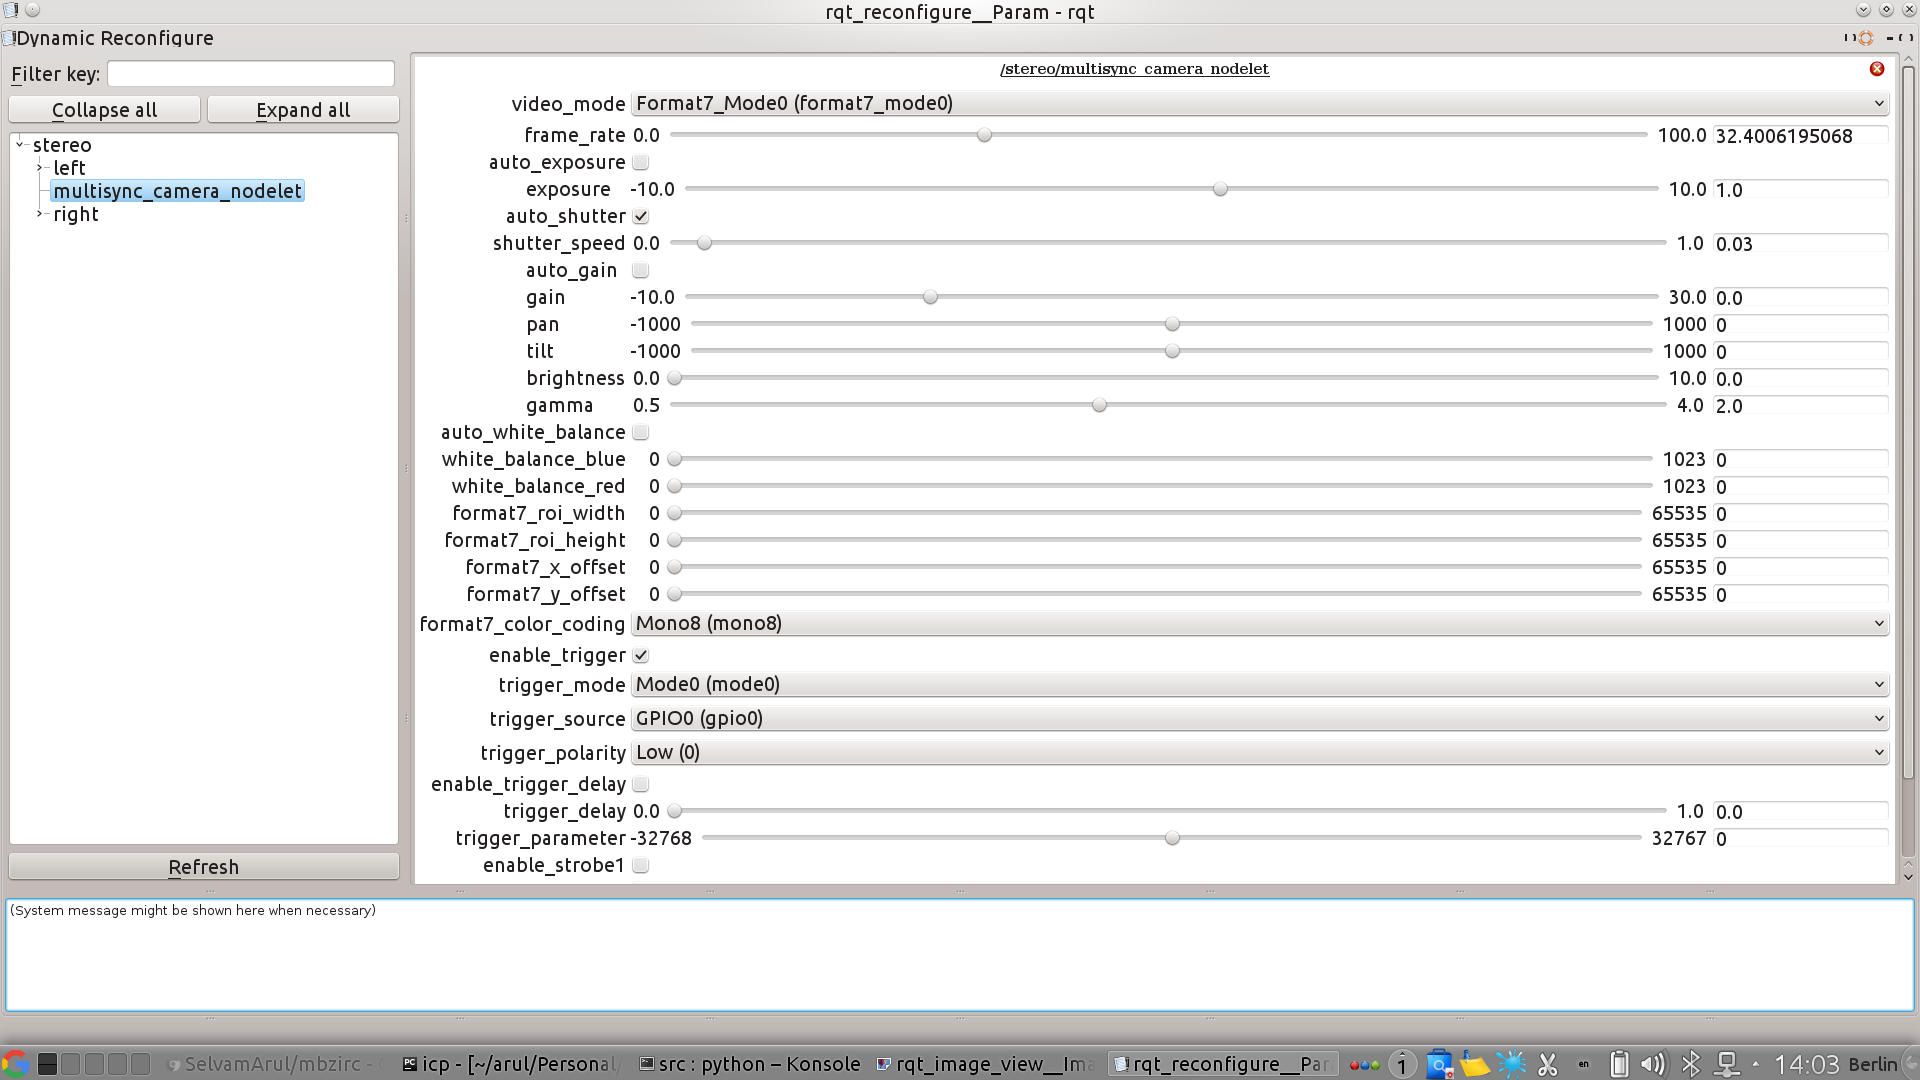 rqt_reconfigure__Param - rqt
Dynamic Reconfigure
Filter key:
Collapse all Expand all
stereo
left
multisync_camera_nodelet
right
Refresh
/stereo/multisync_camera_nodelet
video_mode Format7_Mode0 (format7_mode0)
frame_rate 0.0 100.0 32.4006195068
auto_exposure
exposure -10.0 10.0 1.0
auto_shutter
shutter_speed 0.0 1.0 0.03
auto_gain
gain -10.0 30.0 0.0
pan -1000 1000 0
tilt -1000 1000 0
brightness 0.0 10.0 0.0
gamma 0.5 4.0 2.0
auto_white_balance
white_balance_blue 0 1023 0
white_balance_red 0 1023 0
format7_roi_width 0 65535 0
format7_roi_height 0 65535 0
format7_x_offset 0 65535 0
format7_y_offset 0 65535 0
format7_color_coding Mono8 (mono8)
enable_trigger
trigger_mode Mode0 (mode0)
trigger_source GPIO0 (gpio0)
trigger_polarity Low (0)
enable_trigger_delay
trigger_delay 0.0 1.0 0.0
trigger_parameter -32768 32767 0
enable_strobe1
(System message might be shown here when necessary)
SelvamArul/mbzirc - icp - [~/arul/Personal src : python – Konsole rqt_image_view__Ima rqt_reconfigure__Par 1 en 14:03 Berlin